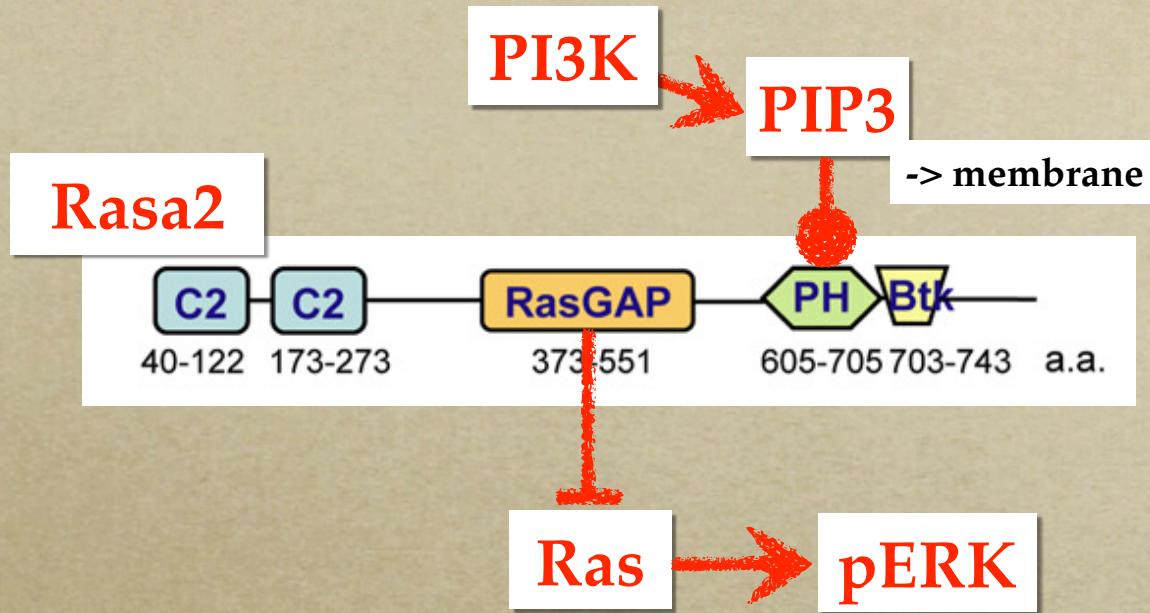 PI3K
PIP3
-> membrane
Rasa2
C2 C2 RasGAP PH Btk
40-122 173-273 373-551 605-705 703-743 a.a.
Ras
pERK